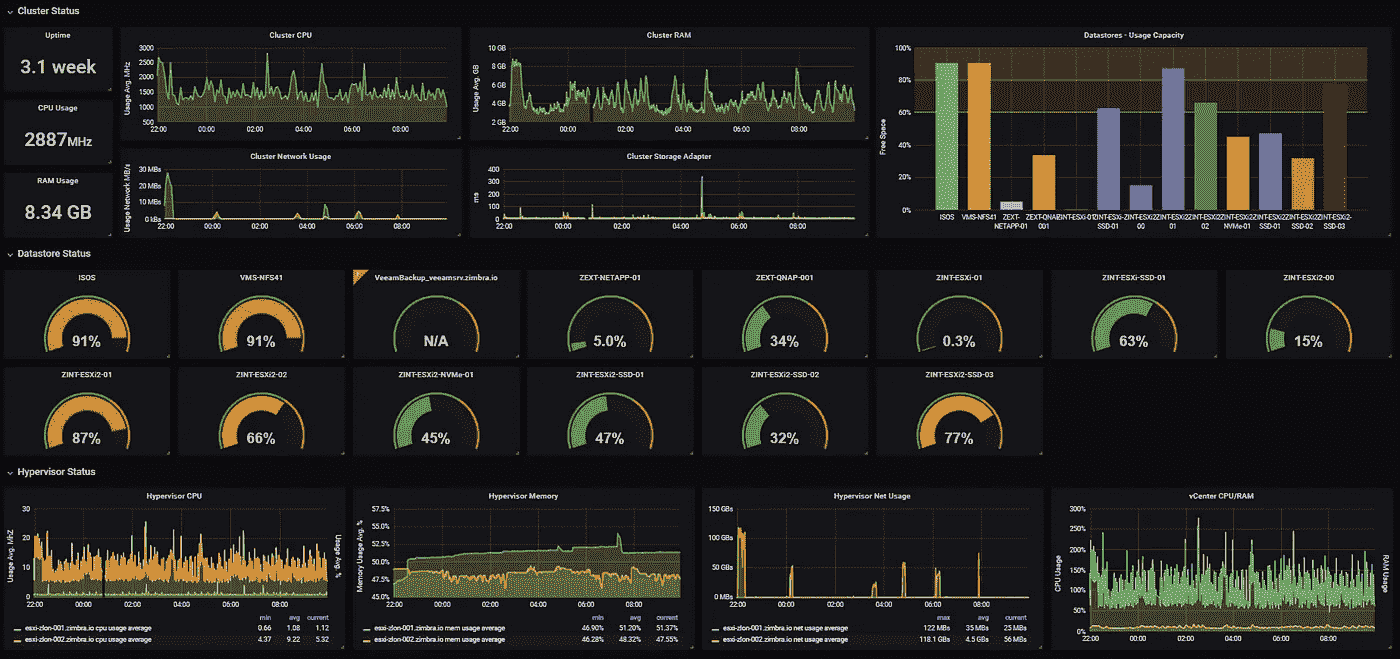 Cluster Status
Uptime
3.1 week
CPU Usage
2887MHz
RAM Usage
8.34 GB
Cluster CPU
Usage Avg. MHz
3000
2500
2000
1500
1000
500
22:00 00:00 02:00 04:00 06:00 08:00
Cluster RAM
Usage Avg. GB
10 GB
8 GB
6 GB
4 GB
2 GB
22:00 00:00 02:00 04:00 06:00 08:00
Cluster Network Usage
Usage Network MB/s
30 MBs
20 MBs
10 MBs
0 kBs
22:00 00:00 02:00 04:00 06:00 08:00
Cluster Storage Adapter
ms
400
300
200
100
0
22:00 00:00 02:00 04:00 06:00 08:00
Datastores - Usage Capacity
Free Space
100%
80%
60%
40%
20%
0%
ISOS VMS-NFS41 ZEXT- ZEXT-QNAP-
NETAPP-01 001 SSD-01 00 01 02 NVMe-01 SSD-01 SSD-02 SSD-03
Datastore Status
ISOS
91%
VMS-NFS41
91%
VeeamBackup_veeamsrv.zimbra.io
N/A
ZEXT-NETAPP-01
5.0%
ZEXT-QNAP-001
34%
ZINT-ESXi-01
0.3%
ZINT-ESXi-SSD-01
63%
ZINT-ESXi2-00
15%
ZINT-ESXi2-01
87%
ZINT-ESXi2-02
66%
ZINT-ESXi2-NVMe-01
45%
ZINT-ESXi2-SSD-01
47%
ZINT-ESXi2-SSD-02
32%
ZINT-ESXi2-SSD-03
77%
Hypervisor Status
Hypervisor CPU
Usage Avg. MhZ
30
20
10
0
22:00 00:00 02:00 04:00 06:00 08:00
Usage Avg. %
min avg current
esxi-zlon-001.zimbra.io cpu usage average 0.66 1.08 1.12
esxi-zlon-002.zimbra.io cpu usage average 4.37 9.22 5.32
Hypervisor Memory
Memory Usage Avg. %
57.5%
55.0%
52.5%
50.0%
47.5%
45.0%
22:00 00:00 02:00 04:00 06:00 08:00
min avg current
esxi-zlon-001.zimbra.io mem usage average 46.90% 51.20% 51.37%
esxi-zlon-002.zimbra.io mem usage average 46.28% 48.32% 47.55%
Hypervisor Net Usage
150 GBs
100 GBs
50 GBs
0 MBs
22:00 00:00 02:00 04:00 06:00 08:00
max avg current
esxi-zlon-001.zimbra.io net usage average 122 MBs 35 MBs 25 MBs
esxi-zlon-002.zimbra.io net usage average 118.1 GBs 4.5 GBs 56 MBs
vCenter CPU/RAM
CPU Usage
300%
250%
200%
150%
100%
50%
0%
22:00 00:00 02:00 04:00 06:00 08:00
RAM Usage